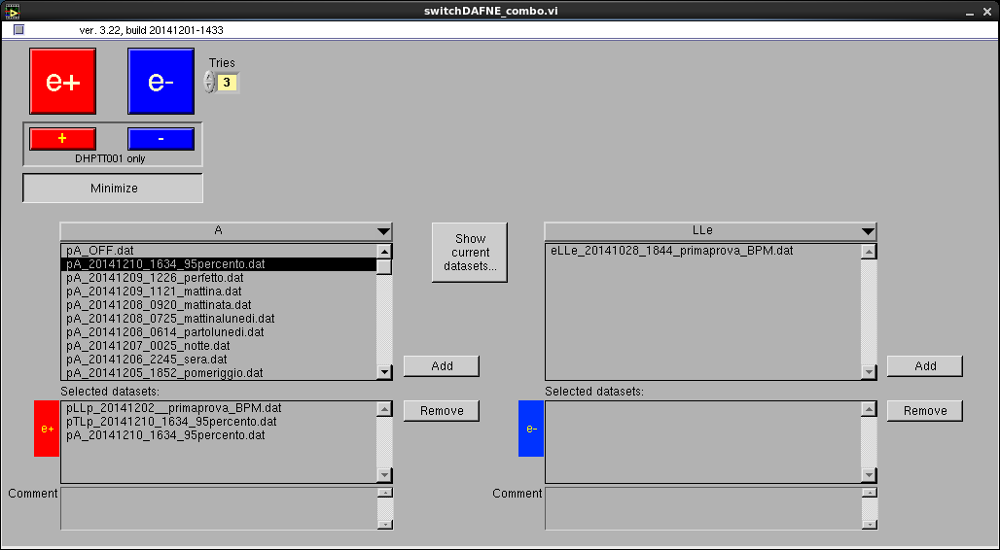 switchDAFNE_combo.vi
ver. 3.22, build 20141201-1433
e+
e-
Tries
3
+
-
DHPTT001 only
Minimize
A
pA_OFF.dat
pA_20141210_1634_95percento.dat
pA_20141209_1226_perfetto.dat
pA_20141209_1121_mattina.dat
pA_20141208_0920_mattinata.dat
pA_20141208_0725_mattinalunedi.dat
pA_20141208_0614_partolunedi.dat
pA_20141207_0025_notte.dat
pA_20141206_2245_sera.dat
pA_20141205_1852_pomeriggio.dat
Add
Show
current
datasets...
LLe
eLLe_20141028_1844_primaprova_BPM.dat
Add
Selected datasets:
e+
pLLp_20141202__primaprova_BPM.dat
pTLp_20141210_1634_95percento.dat
pA_20141210_1634_95percento.dat
Remove
Comment
Selected datasets:
e-
Remove
Comment